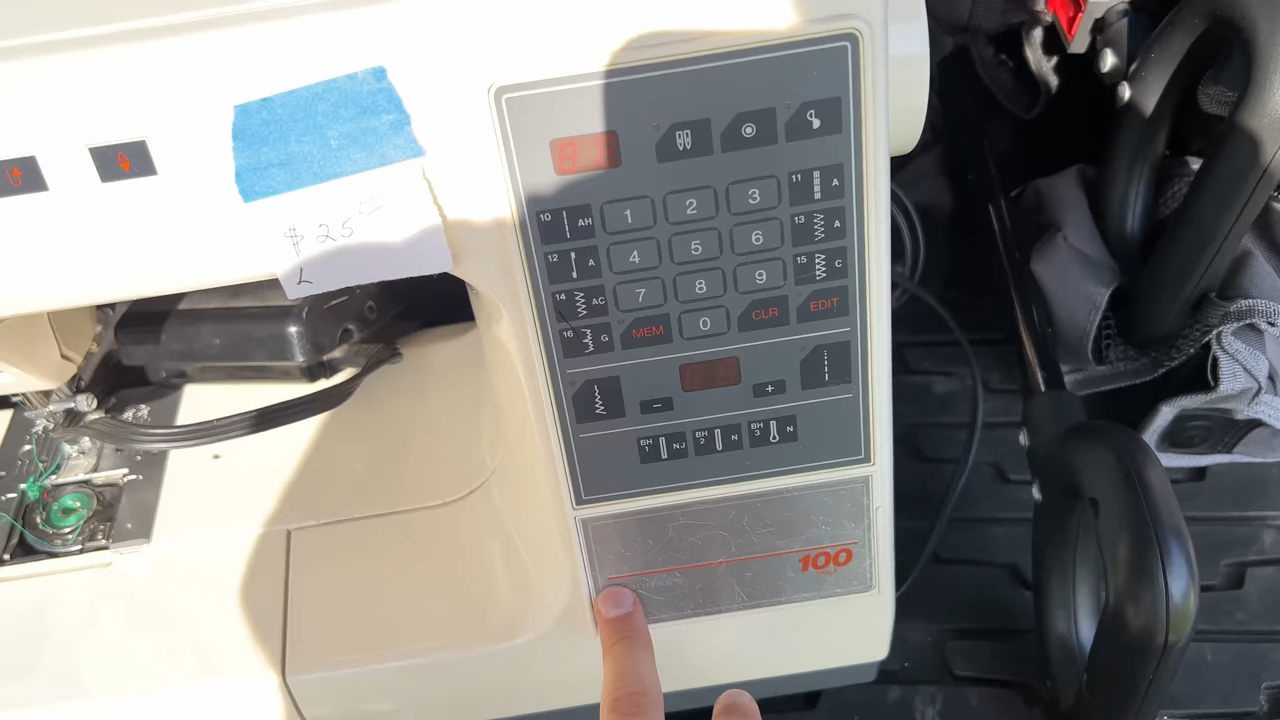 $25
L
1 2 3
11 A
10 AH
4 5 6
13 A
12 A
7 8 9
15 C
14 AC
MEM 0 CLR EDIT
16 G
− +
BH 1 NJ
BH 2 N
BH 3 N
100